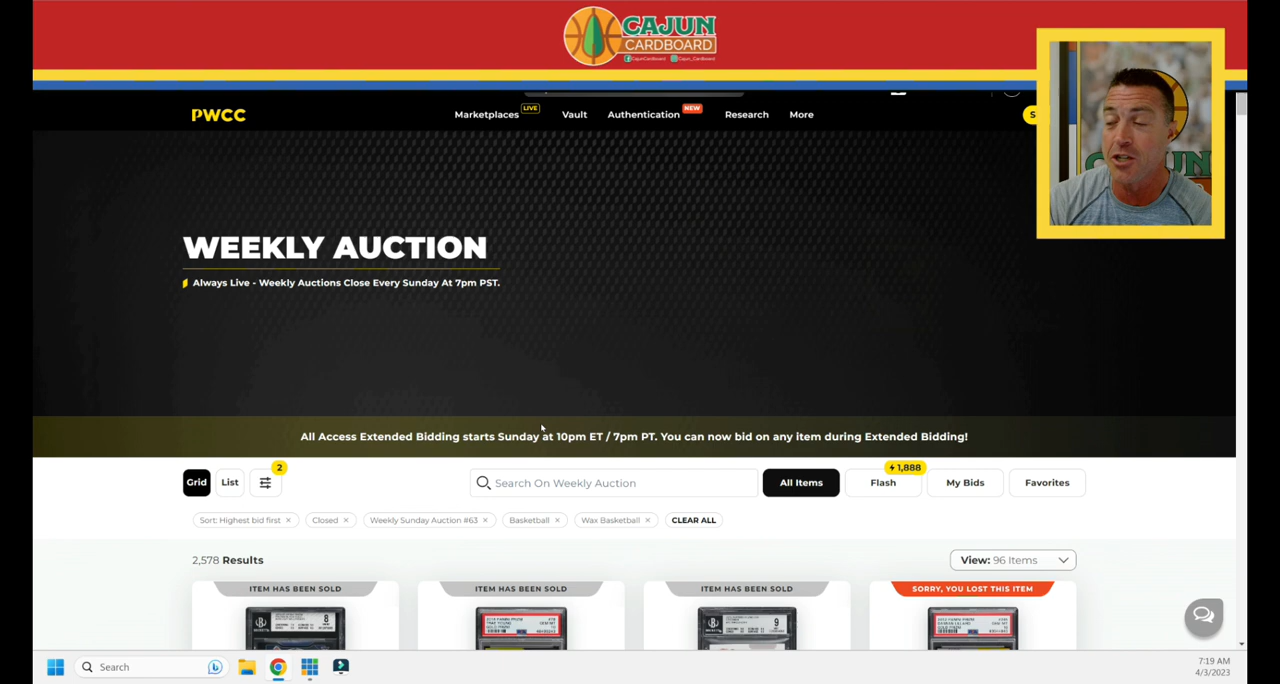 CAJUN
CARDBOARD
CajunCardboard Cajun_Cardboard
PWCC
Marketplaces LIVE Vault Authentication NEW Research More
WEEKLY AUCTION
Always Live - Weekly Auctions Close Every Sunday At 7pm PST.
All Access Extended Bidding starts Sunday at 10pm ET / 7pm PT. You can now bid on any item during Extended Bidding!
Grid List 2 Search On Weekly Auction All Items Flash 1,888 My Bids Favorites
Sort: Highest bid first × Closed × Weekly Sunday Auction #63 × Basketball × Wax Basketball × CLEAR ALL
2,578 Results View: 96 Items
ITEM HAS BEEN SOLD ITEM HAS BEEN SOLD ITEM HAS BEEN SOLD SORRY, YOU LOST THIS ITEM
8 9
Search
7:19 AM
4/3/2023